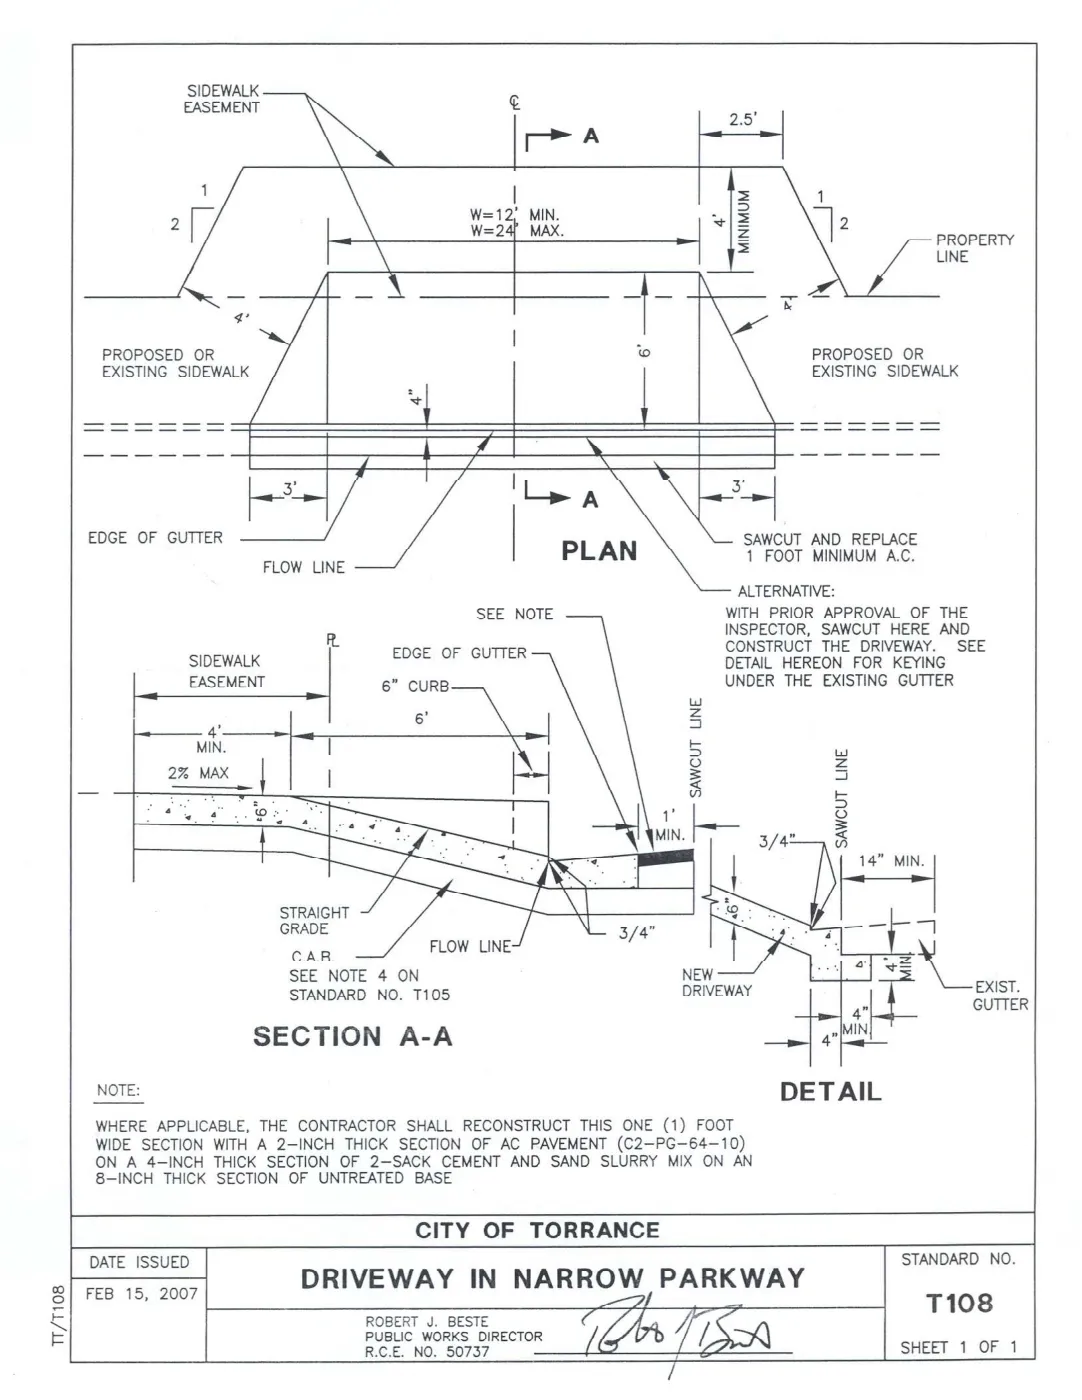 SIDEWALK
EASEMENT
℄
A
2.5'
1
2
W=12' MIN.
W=24' MAX.
4'
MINIMUM
1
2
PROPERTY
LINE
4'
4'
6'
PROPOSED OR
EXISTING SIDEWALK
PROPOSED OR
EXISTING SIDEWALK
4"
3'
3'
A
EDGE OF GUTTER
FLOW LINE
PLAN
SAWCUT AND REPLACE
1 FOOT MINIMUM A.C.
ALTERNATIVE:
WITH PRIOR APPROVAL OF THE
INSPECTOR, SAWCUT HERE AND
CONSTRUCT THE DRIVEWAY. SEE
DETAIL HEREON FOR KEYING
UNDER THE EXISTING GUTTER
SEE NOTE
PL
SIDEWALK
EASEMENT
EDGE OF GUTTER
6" CURB
6'
4'
MIN.
2% MAX
6"
1'
MIN.
SAWCUT LINE
STRAIGHT
GRADE
C.A.B.
SEE NOTE 4 ON
STANDARD NO. T105
FLOW LINE
3/4"
SECTION A-A
SAWCUT LINE
3/4"
14" MIN.
6"
NEW
DRIVEWAY
4'
MIN.
EXIST.
GUTTER
4"
MIN.
4"
DETAIL
NOTE:
WHERE APPLICABLE, THE CONTRACTOR SHALL RECONSTRUCT THIS ONE (1) FOOT
WIDE SECTION WITH A 2-INCH THICK SECTION OF AC PAVEMENT (C2-PG-64-10)
ON A 4-INCH THICK SECTION OF 2-SACK CEMENT AND SAND SLURRY MIX ON AN
8-INCH THICK SECTION OF UNTREATED BASE
CITY OF TORRANCE
DATE ISSUED
FEB 15, 2007
DRIVEWAY IN NARROW PARKWAY
ROBERT J. BESTE
PUBLIC WORKS DIRECTOR
R.C.E. NO. 50737
STANDARD NO.
T108
SHEET 1 OF 1
TT/T108